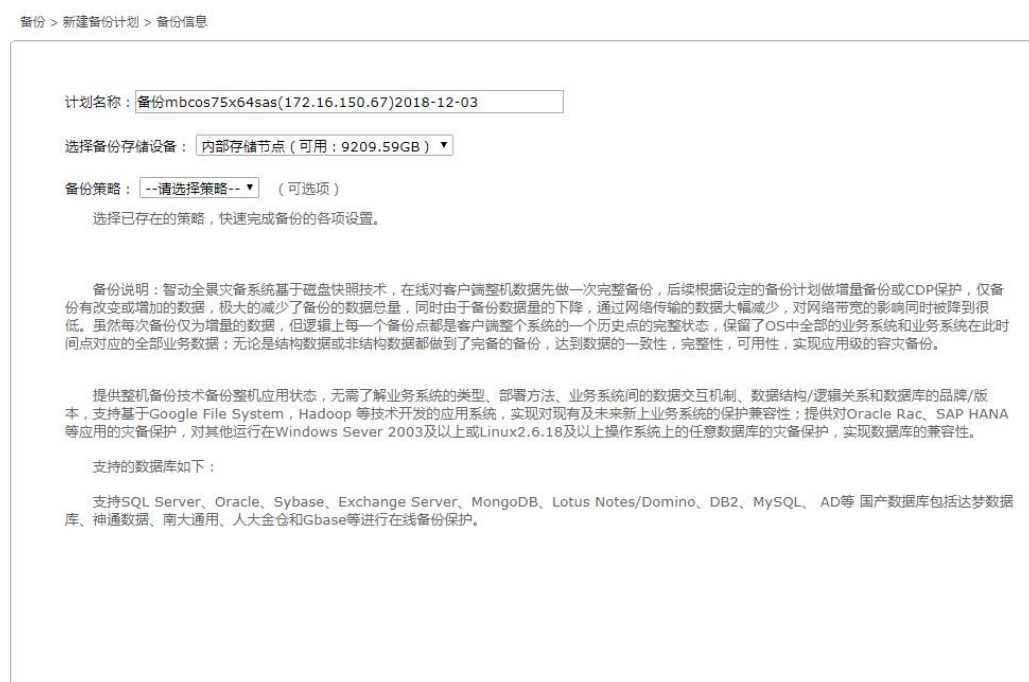 备份 > 新建备份计划 > 备份信息
计划名称：备份mbcos75x64sas(172.16.150.67)2018-12-03
选择备份存储设备： 内部存储节点（可用：9209.59GB）
备份策略： --请选择策略-- （可选项）
选择已存在的策略，快速完成备份的各项设置。
备份说明：智动全景灾备系统基于磁盘快照技术，在线对客户端整机数据先做一次完整备份，后续根据设定的备份计划做增量备份或CDP保护，仅备
份有改变或增加的数据，极大的减少了备份的数据总量，同时由于备份数据量的下降，通过网络传输的数据大幅减少，对网络带宽的影响同时被降到很
低。虽然每次备份仅为增量的数据，但逻辑上每一个备份点都是客户端整个系统的一个历史点的完整状态，保留了OS中全部的业务系统和业务系统在此时
间点对应的全部业务数据；无论是结构数据或非结构数据都做到了完备的备份，达到数据的一致性，完整性，可用性，实现应用级的容灾备份。
提供整机备份技术备份整机应用状态，无需了解业务系统的类型、部署方法、业务系统间的数据交互机制、数据结构/逻辑关系和数据库的品牌/版
本，支持基于Google File System，Hadoop 等技术开发的应用系统，实现对现有及未来新上业务系统的保护兼容性；提供对Oracle Rac、SAP HANA
等应用的灾备保护，对其他运行在Windows Sever 2003及以上或Linux2.6.18及以上操作系统上的任意数据库的灾备保护，实现数据库的兼容性。
支持的数据库如下：
支持SQL Server、Oracle、Sybase、Exchange Server、MongoDB、Lotus Notes/Domino、DB2、MySQL、 AD等 国产数据库包括达梦数据
库、神通数据、南大通用、人大金仓和Gbase等进行在线备份保护。